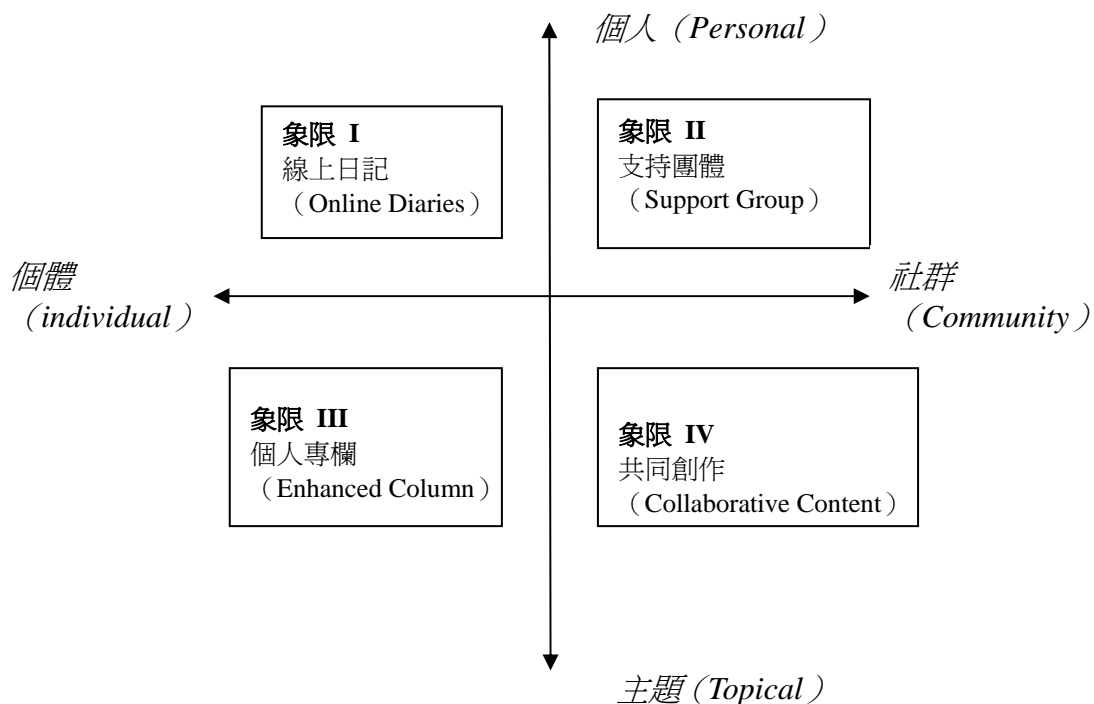 個人（Personal）
象限 I
線上日記
（Online Diaries）
象限 II
支持團體
（Support Group）
個體
（individual）
社群
（Community）
象限 III
個人專欄
（Enhanced Column）
象限 IV
共同創作
（Collaborative Content）
主題（Topical）